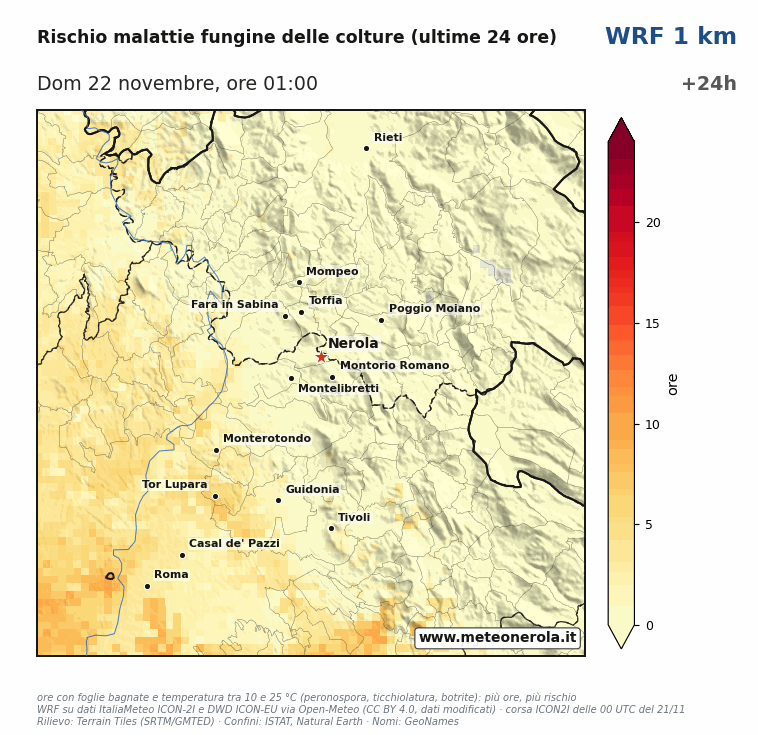 Rischio malattie fungine delle colture (ultime 24 ore)
WRF 1 km
Dom 22 novembre, ore 01:00
+24h
Rieti
Mompeo
Fara in Sabina
Toffia
Poggio Moiano
Nerola
Montorio Romano
Montelibretti
Monterotondo
Tor Lupara
Guidonia
Tivoli
Casal de' Pazzi
Roma
www.meteonerola.it
20
15
10
5
0
ore
ore con foglie bagnate e temperatura tra 10 e 25 °C (peronospora, ticchiolatura, botrite): più ore, più rischio
WRF su dati ItaliaMeteo ICON-2I e DWD ICON-EU via Open-Meteo (CC BY 4.0, dati modificati) · corsa ICON2I delle 00 UTC del 21/11
Rilievo: Terrain Tiles (SRTM/GMTED) · Confini: ISTAT, Natural Earth · Nomi: GeoNames